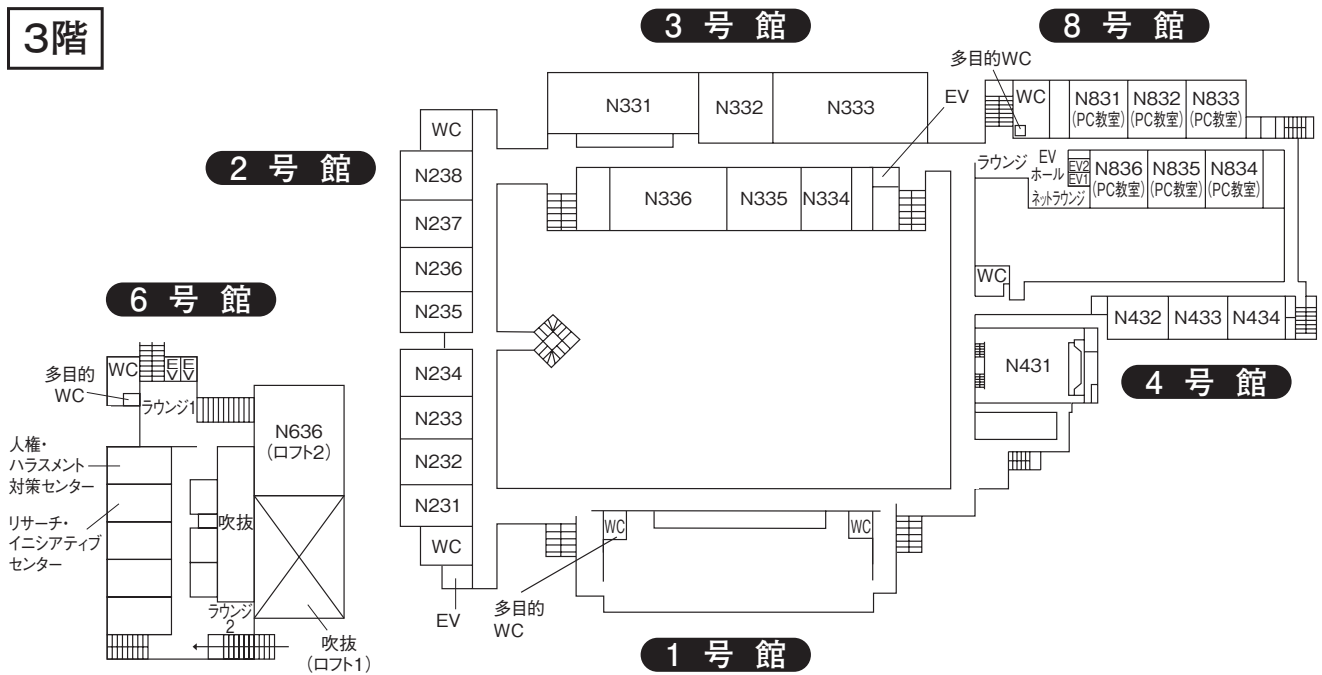 3階
3 号 館
8 号 館
多目的WC
EV
N331
N332
N333
WC
N831
(PC教室)
N832
(PC教室)
N833
(PC教室)
2 号 館
WC
N238
N237
N236
N235
N234
N233
N232
N231
WC
EV
N336
N335
N334
ラウンジ
EV
ホール
EV2
EV1
ネットラウンジ
N836
(PC教室)
N835
(PC教室)
N834
(PC教室)
WC
N432
N433
N434
N431
4 号 館
6 号 館
WC
EV
EV
多目的
WC
ラウンジ1
N636
(ロフト2)
人権・
ハラスメント
対策センター
リサーチ・
イニシアティブ
センター
吹抜
ラウンジ
2
吹抜
(ロフト1)
WC
WC
多目的
WC
1 号 館